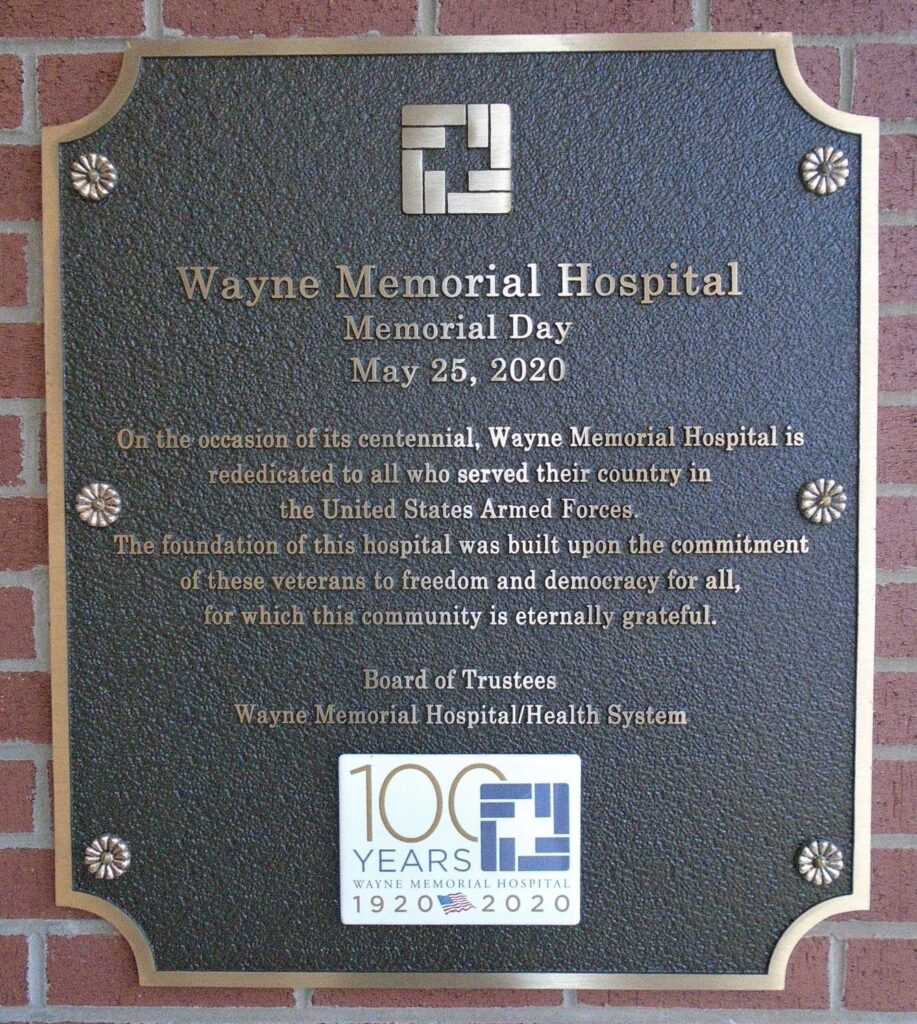 Wayne Memorial Hospital
Memorial Day
May 25, 2020
On the occasion of its centennial, Wayne Memorial Hospital is
rededicated to all who served their country in
the United States Armed Forces.
The foundation of this hospital was built upon the commitment
of these veterans to freedom and democracy for all,
for which this community is eternally grateful.
Board of Trustees
Wayne Memorial Hospital/Health System
100
YEARS
WAYNE MEMORIAL HOSPITAL
1920 2020